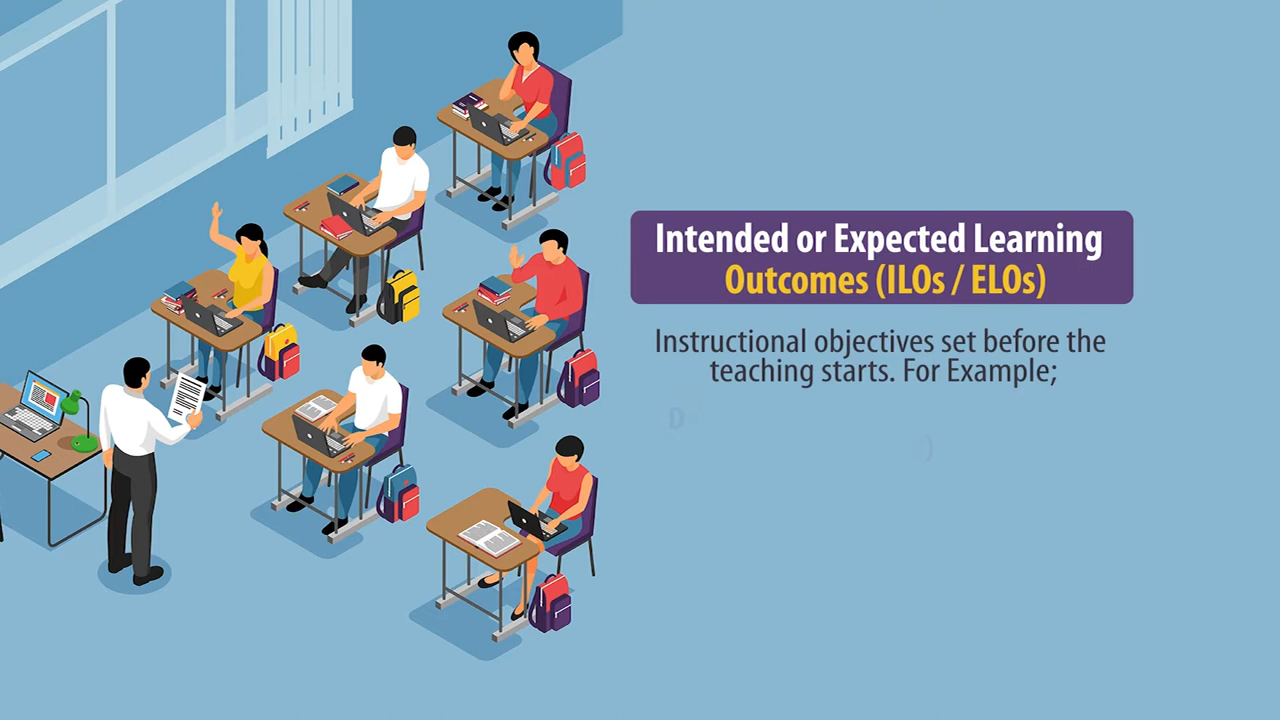 Intended or Expected Learning
Outcomes (ILOs / ELOs)
Instructional objectives set before the
teaching starts. For Example;
D
)